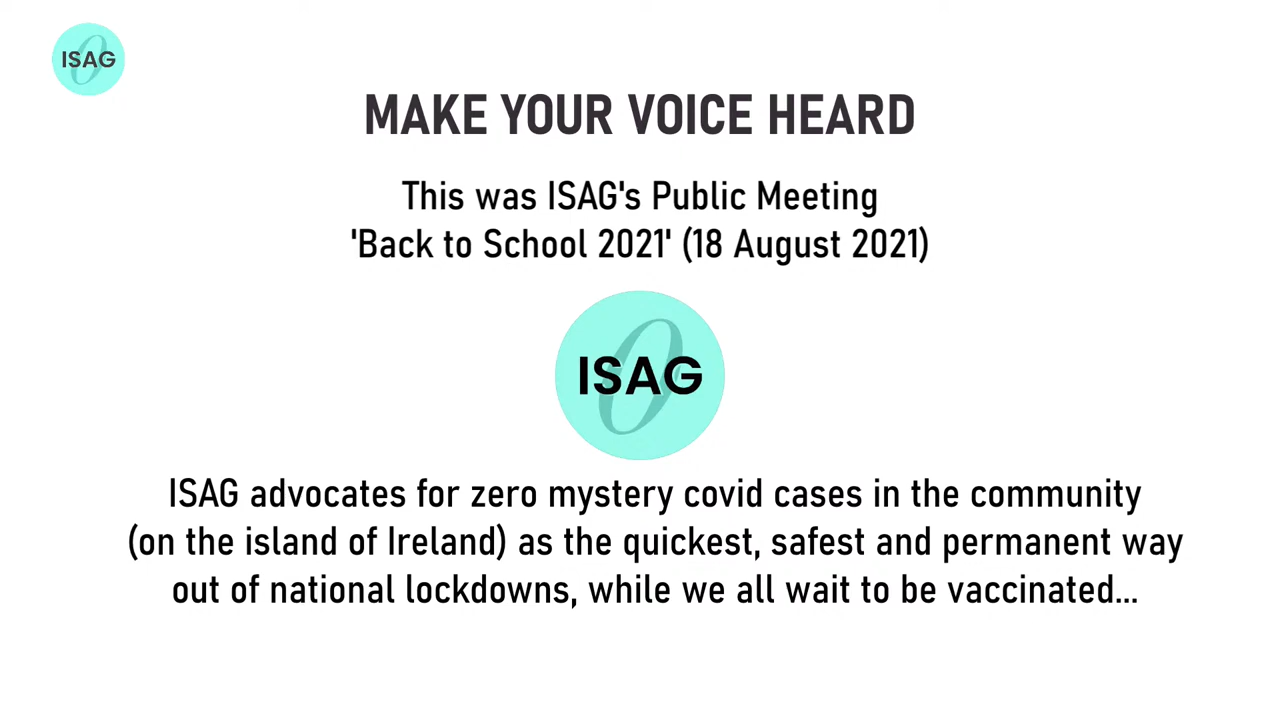 ISAG
MAKE YOUR VOICE HEARD
This was ISAG's Public Meeting
'Back to School 2021' (18 August 2021)
ISAG
ISAG advocates for zero mystery covid cases in the community
(on the island of Ireland) as the quickest, safest and permanent way
out of national lockdowns, while we all wait to be vaccinated...